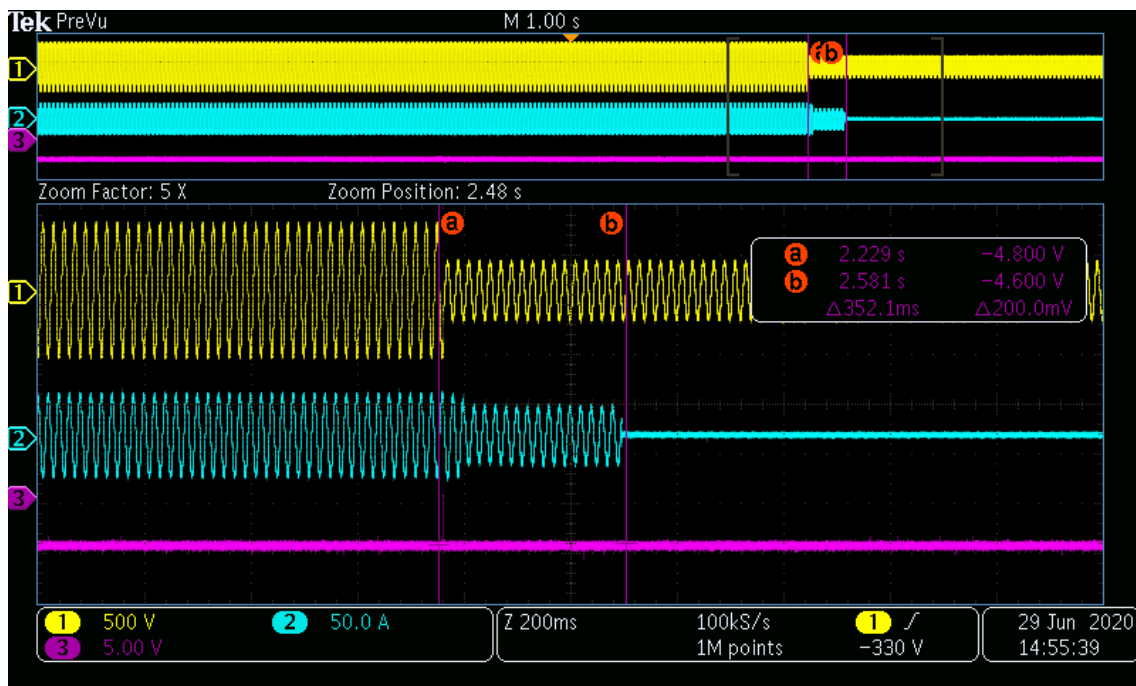 Tek PreVu M 1.00 s
1
a b
2
3
Zoom Factor: 5 X Zoom Position: 2.48 s
a b
a 2.229 s −4.800 V
b 2.581 s −4.600 V
△352.1ms △200.0mV
1
2
3
1 500 V 2 50.0 A Z 200ms 100kS/s 1 29 Jun 2020
3 5.00 V 1M points −330 V 14:55:39